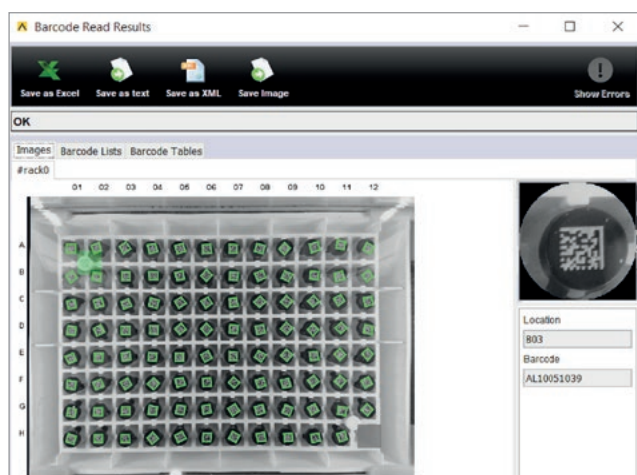 Barcode Read Results
Save as Excel Save as text Save as XML Save Image Show Errors
OK
Images Barcode Lists Barcode Tables
#rack0
01 02 03 04 05 06 07 08 09 10 11 12
A
B
C
D
E
F
G
H
Location
B03
Barcode
AL10051039